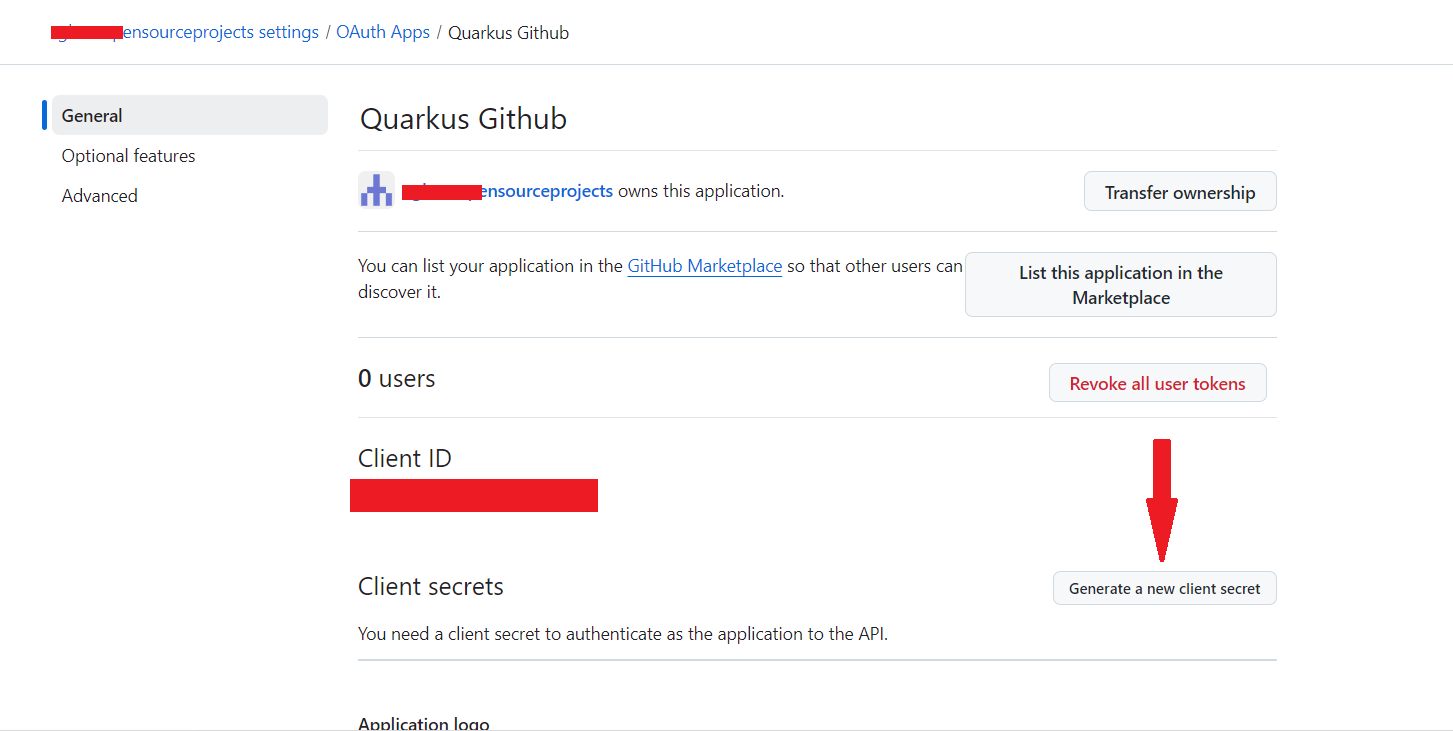 ensourceprojects settings / OAuth Apps / Quarkus Github
General
Optional features
Advanced
Quarkus Github
ensourceprojects owns this application.
Transfer ownership
You can list your application in the GitHub Marketplace so that other users can
discover it.
List this application in the
Marketplace
0 users
Revoke all user tokens
Client ID
Client secrets
Generate a new client secret
You need a client secret to authenticate as the application to the API.
Application logo